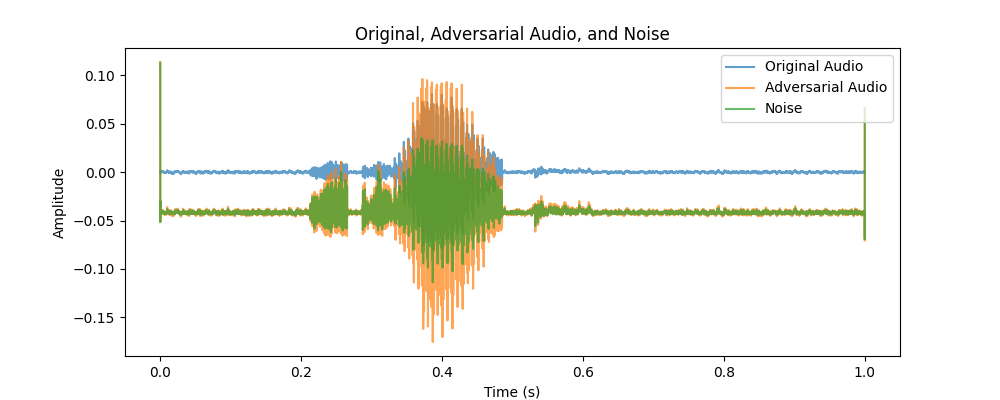 Original, Adversarial Audio, and Noise
Original Audio
Adversarial Audio
Noise
Amplitude
0.10
0.05
0.00
−0.05
−0.10
−0.15
0.0 0.2 0.4 0.6 0.8 1.0
Time (s)